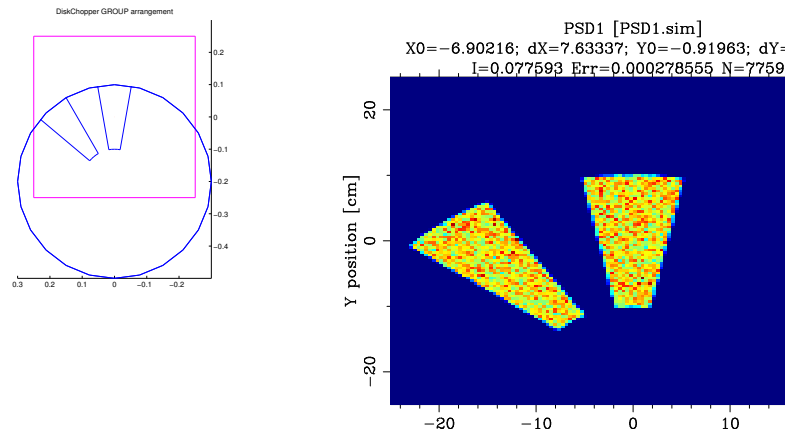 DiskChopper GROUP arrangement
0.2
0.1
0
-0.1
-0.2
-0.3
-0.4
0.3 0.2 0.1 0 -0.1 -0.2
PSD1 [PSD1.sim]
X0=-6.90216; dX=7.63337; Y0=-0.91963; dY=
I=0.077593 Err=0.000278555 N=7759
Y position [cm]
20
0
-20
-20 -10 0 10